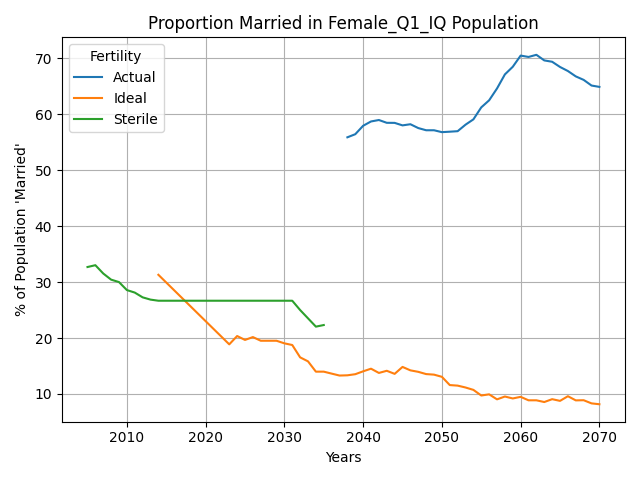 Proportion Married in Female_Q1_IQ Population
Fertility
Actual
Ideal
Sterile
% of Population 'Married'
70
60
50
40
30
20
10
2010 2020 2030 2040 2050 2060 2070
Years